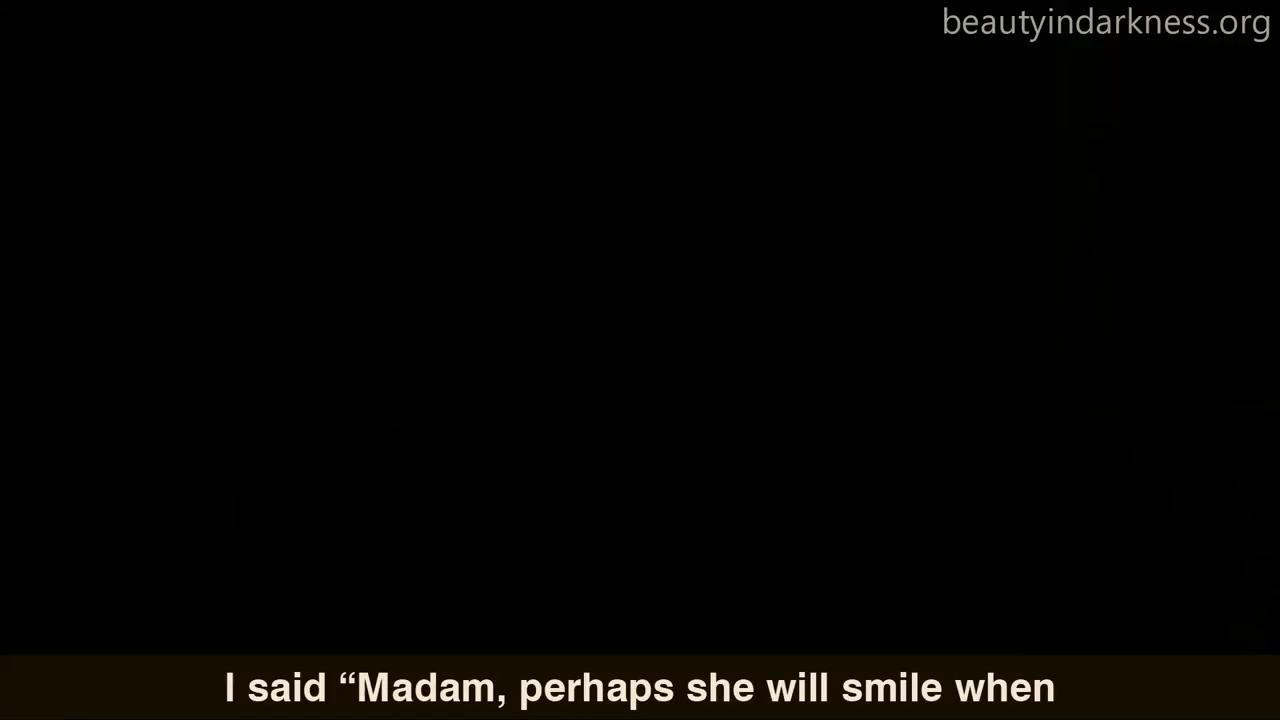 beautyindarkness.org
I said “Madam, perhaps she will smile when